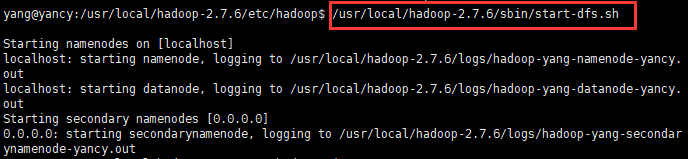 yang@yancy:/usr/local/hadoop-2.7.6/etc/hadoop$ /usr/local/hadoop-2.7.6/sbin/start-dfs.sh
Starting namenodes on [localhost]
localhost: starting namenode, logging to /usr/local/hadoop-2.7.6/logs/hadoop-yang-namenode-yancy.
out
localhost: starting datanode, logging to /usr/local/hadoop-2.7.6/logs/hadoop-yang-datanode-yancy.
out
Starting secondary namenodes [0.0.0.0]
0.0.0.0: starting secondarynamenode, logging to /usr/local/hadoop-2.7.6/logs/hadoop-yang-secondar
ynamenode-yancy.out